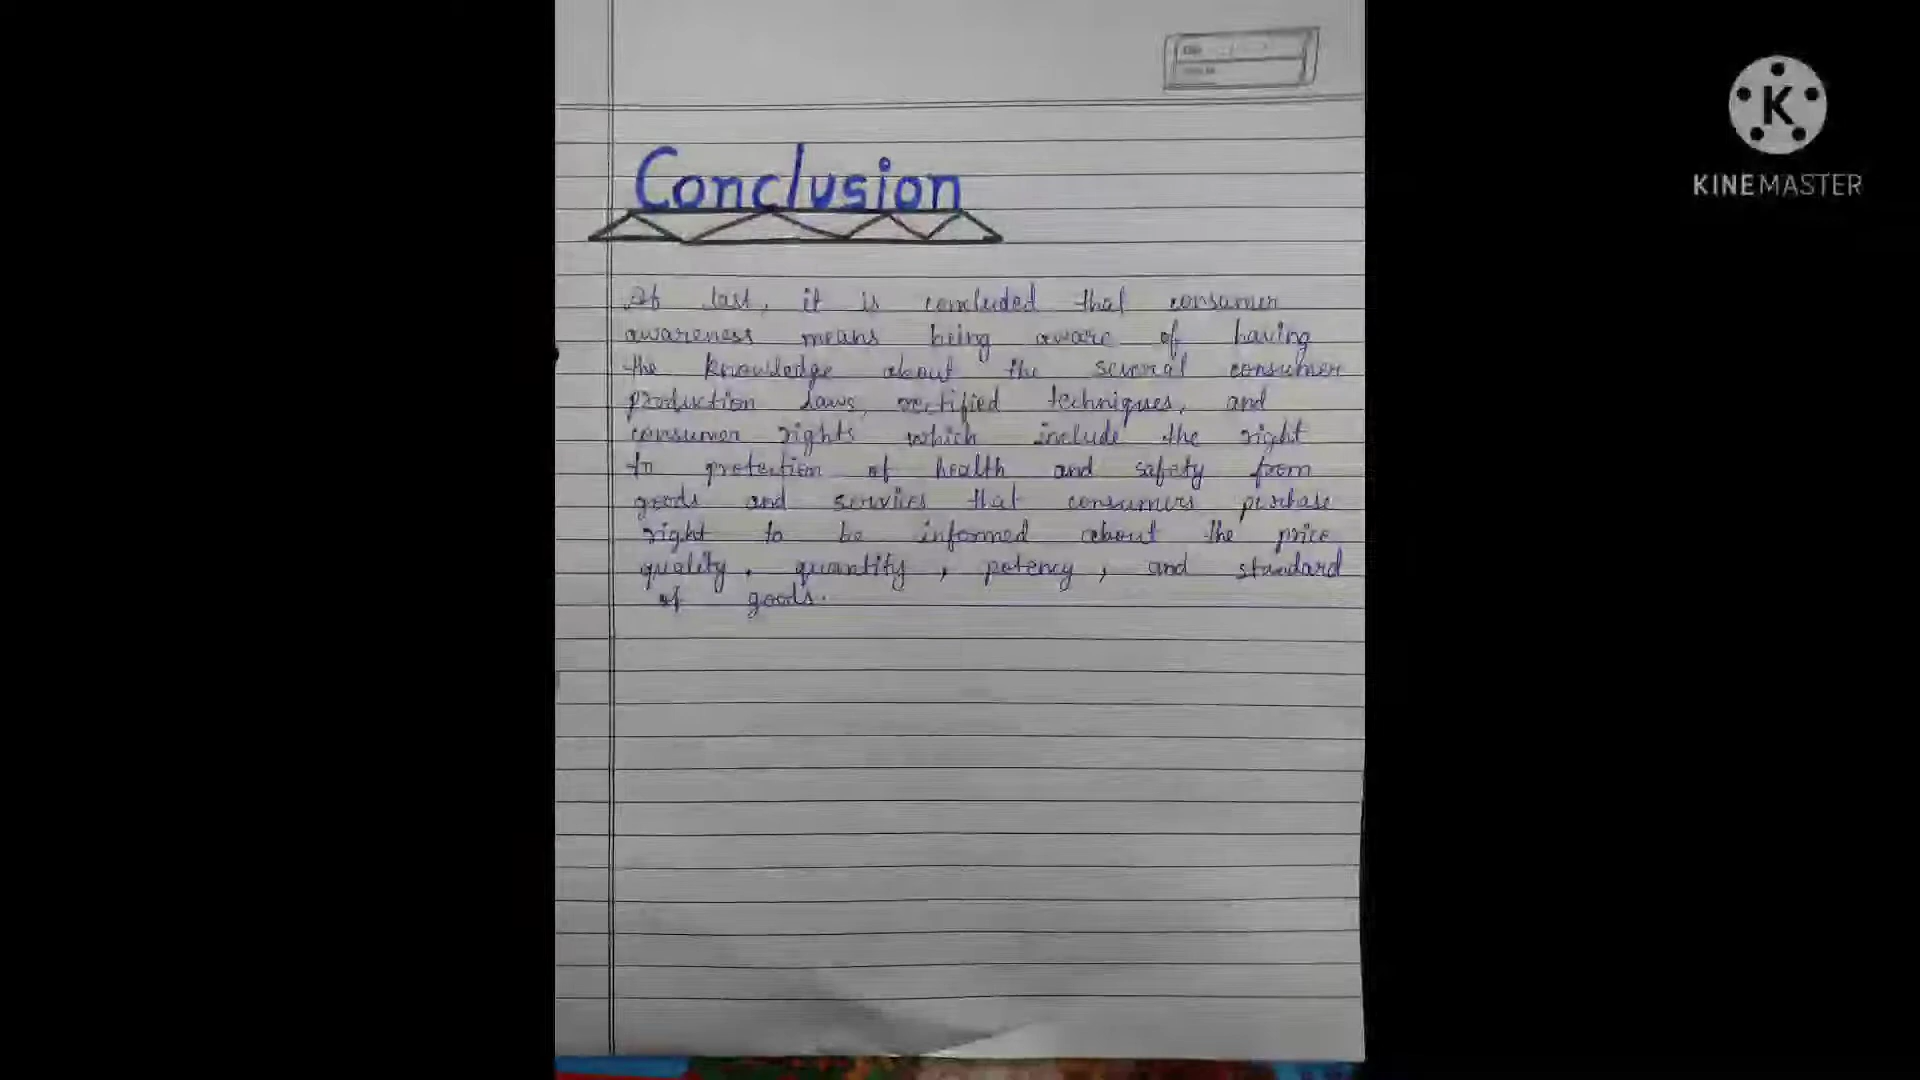 Conclusion
At last, it is concluded that consumer
awareness means being aware of having
the knowledge about the several consumer
production laws, certified techniques, and
consumer rights which include the right
to protection of health and safety from
goods and services that consumers purchase
right to be informed about the price
quality, quantity, potency, and standard
of goods.
K
KINEMASTER